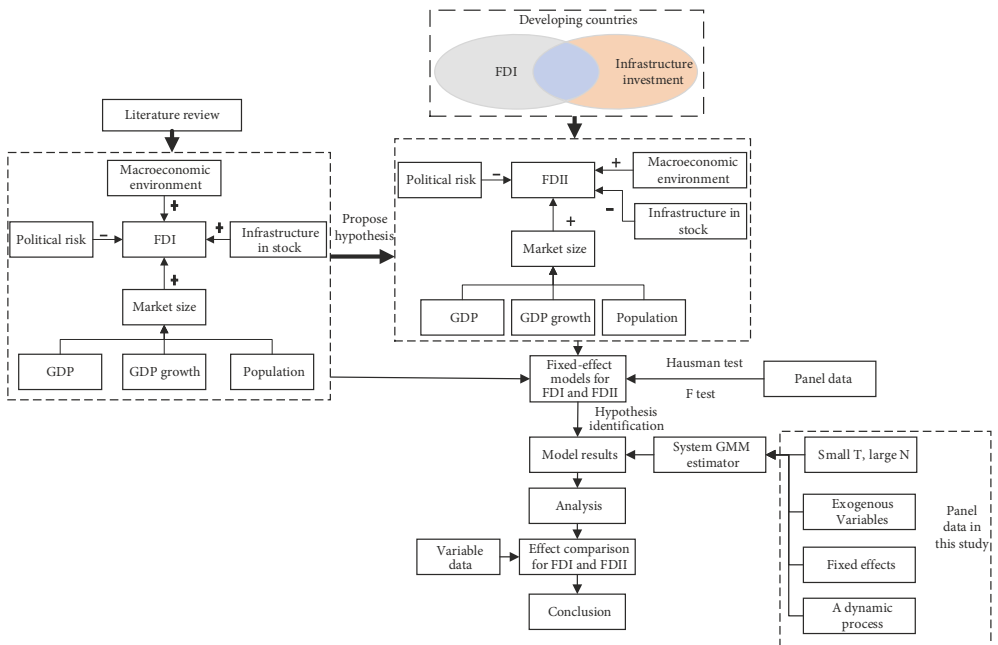 Developing countries
FDI
Infrastructure
investment
Literature review
Macroeconomic
environment
+
Political risk
–
FDI
+
Infrastructure
in stock
+
Market size
GDP
GDP growth
Population
Propose
hypothesis
Political risk
–
FDII
+
Macroeconomic
environment
–
Infrastructure in
stock
+
Market size
GDP
GDP growth
Population
Fixed-effect
models for
FDI and FDII
Hausman test
F test
Panel data
Hypothesis
identification
Model results
System GMM
estimator
Small T, large N
Exogenous
Variables
Fixed effects
A dynamic
process
Panel
data in
this study
Analysis
Variable
data
Effect comparison
for FDI and FDII
Conclusion